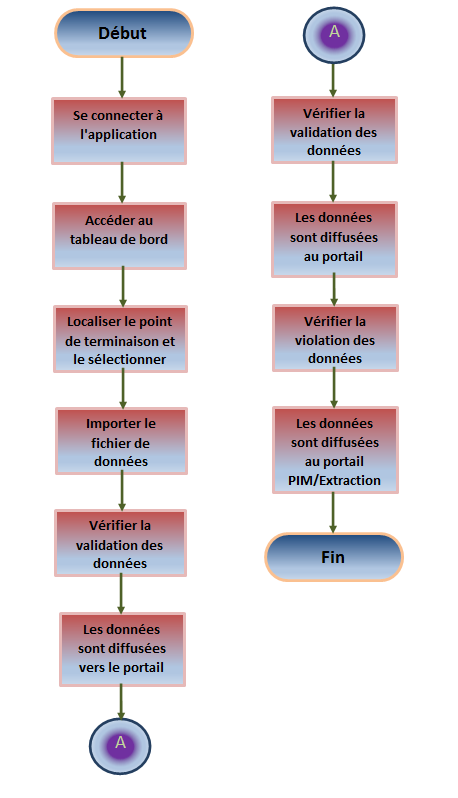 Début
Se connecter à
l'application
Accéder au
tableau de bord
Localiser le point
de terminaison et
le sélectionner
Importer le
fichier de
données
Vérifier la
validation des
données
Les données
sont diffusées
vers le portail
A
A
Vérifier la
validation des
données
Les données
sont diffusées
au portail
Vérifier la
violation des
données
Les données
sont diffusées
au portail
PIM/Extraction
Fin